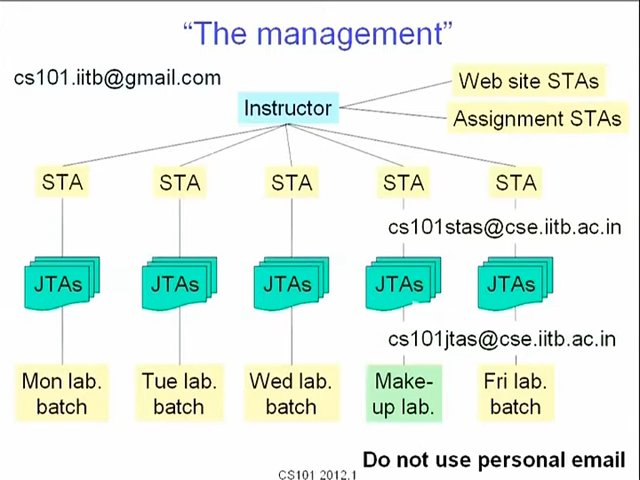 “The management”
cs101.iitb@gmail.com
Web site STAs
Instructor
Assignment STAs
STA STA STA STA STA
cs101stas@cse.iitb.ac.in
JTAs JTAs JTAs JTAs JTAs
cs101jtas@cse.iitb.ac.in
Mon lab. Tue lab. Wed lab. Make- Fri lab.
batch batch batch up lab. batch
Do not use personal email
CS101 2012.1